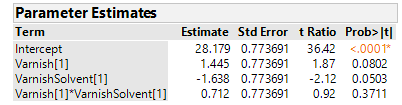 Parameter Estimates
Term Estimate Std Error t Ratio Prob>|t|
Intercept 28.179 0.773691 36.42 <.0001*
Varnish[1] 1.445 0.773691 1.87 0.0802
VarnishSolvent[1] -1.638 0.773691 -2.12 0.0503
Varnish[1]*VarnishSolvent[1] 0.712 0.773691 0.92 0.3711